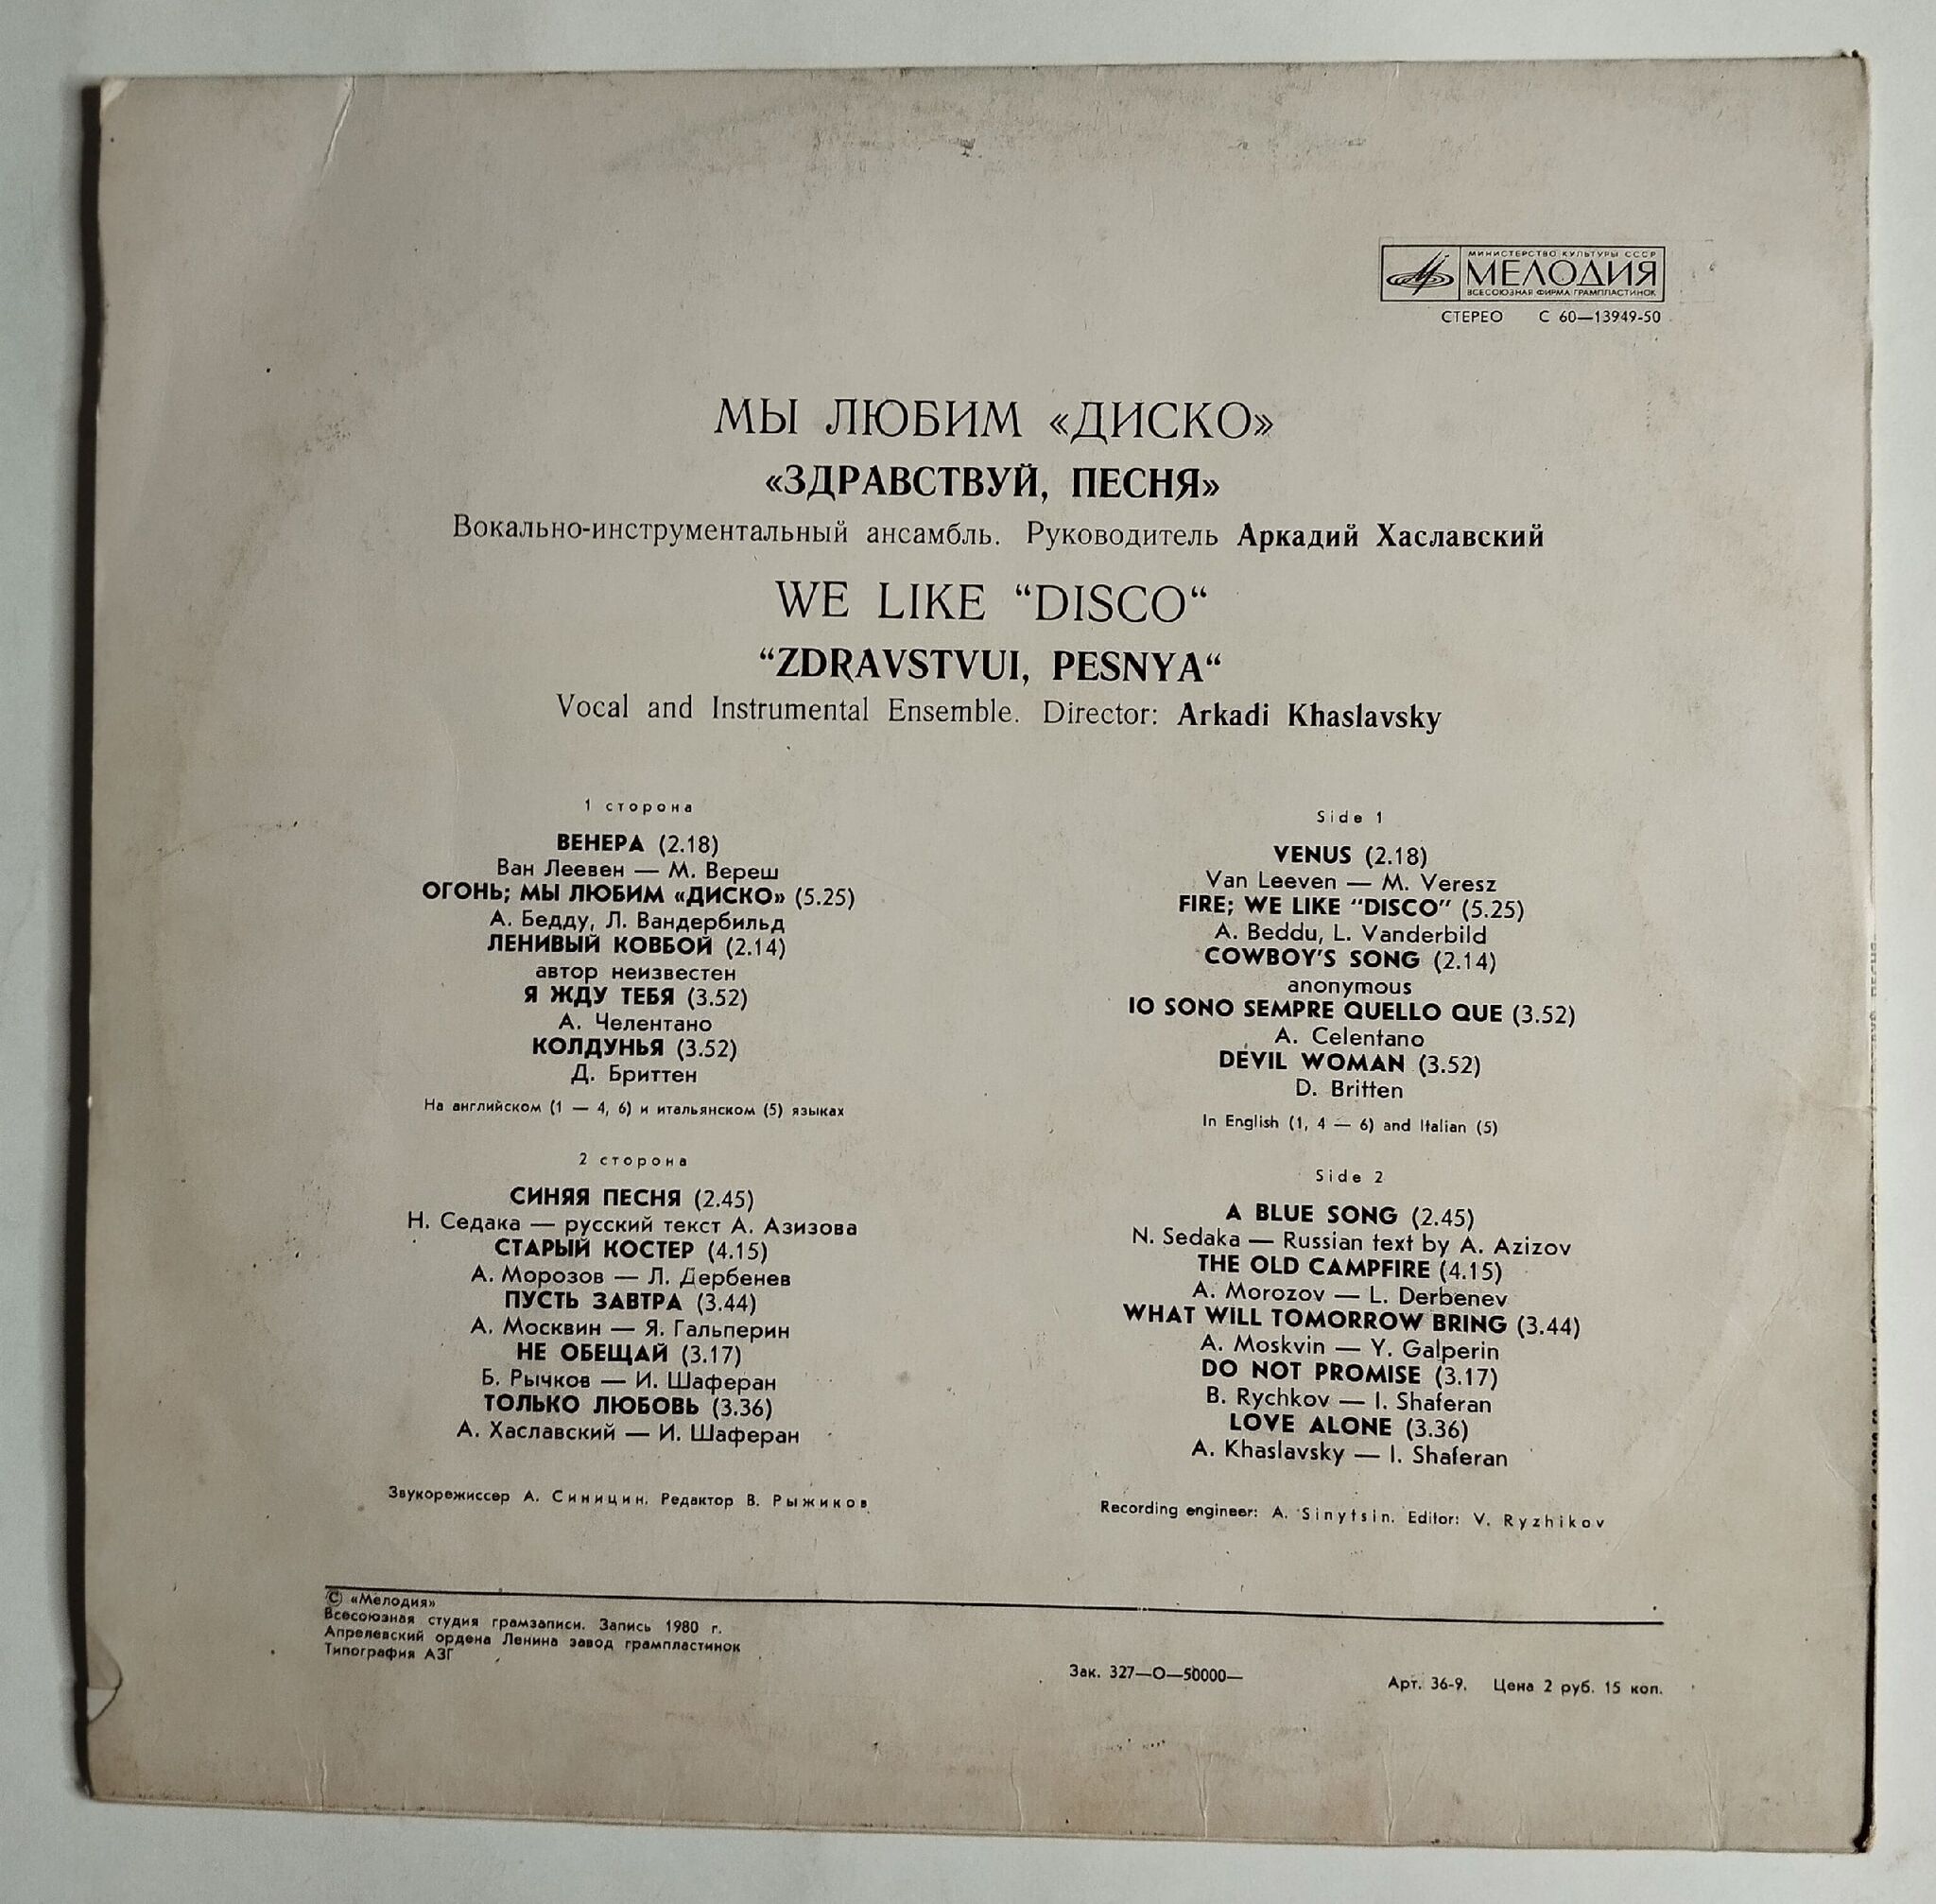 МИНИСТЕРСТВО КУЛЬТУРЫ СССР
МЕЛОДИЯ
ВСЕСОЮЗНАЯ ФИРМА ГРАМПЛАСТИНОК
СТЕРЕО С 60—13949-50
МЫ ЛЮБИМ «ДИСКО»
«ЗДРАВСТВУЙ, ПЕСНЯ»
Вокально-инструментальный ансамбль. Руководитель Аркадий Хаславский
WE LIKE “DISCO“
“ZDRAVSTVUI, PESNYA“
Vocal and Instrumental Ensemble. Director: Arkadi Khaslavsky
1 сторона
ВЕНЕРА (2.18)
Ван Леевен — М. Вереш
ОГОНЬ; МЫ ЛЮБИМ «ДИСКО» (5.25)
А. Бедду, Л. Вандербильд
ЛЕНИВЫЙ КОВБОЙ (2.14)
автор неизвестен
Я ЖДУ ТЕБЯ (3.52)
А. Челентано
КОЛДУНЬЯ (3.52)
Д. Бриттен
На английском (1 — 4, 6) и итальянском (5) языках
2 сторона
СИНЯЯ ПЕСНЯ (2.45)
Н. Седака — русский текст А. Азизова
СТАРЫЙ КОСТЕР (4.15)
А. Морозов — Л. Дербенев
ПУСТЬ ЗАВТРА (3.44)
А. Москвин — Я. Гальперин
НЕ ОБЕЩАЙ (3.17)
Б. Рычков — И. Шаферан
ТОЛЬКО ЛЮБОВЬ (3.36)
А. Хаславский — И. Шаферан
Звукорежиссер А. Синицин. Редактор В. Рыжиков
Side 1
VENUS (2.18)
Van Leeven — M. Veresz
FIRE; WE LIKE “DISCO” (5.25)
A. Beddu, L. Vanderbild
COWBOY'S SONG (2.14)
anonymous
IO SONO SEMPRE QUELLO QUE (3.52)
A. Celentano
DEVIL WOMAN (3.52)
D. Britten
In English (1, 4 — 6) and Italian (5)
Side 2
A BLUE SONG (2.45)
N. Sedaka — Russian text by A. Azizov
THE OLD CAMPFIRE (4.15)
A. Morozov — L. Derbenev
WHAT WILL TOMORROW BRING (3.44)
A. Moskvin — Y. Galperin
DO NOT PROMISE (3.17)
B. Rychkov — I. Shaferan
LOVE ALONE (3.36)
A. Khaslavsky — I. Shaferan
Recording engineer: A. Sinytsin. Editor: V. Ryzhikov
© «Мелодия»
Всесоюзная студия грамзаписи. Запись 1980 г.
Апрелевский ордена Ленина завод грампластинок
Типография АЗГ
Зак. 327—О—50000—
Арт. 36-9. Цена 2 руб. 15 коп.